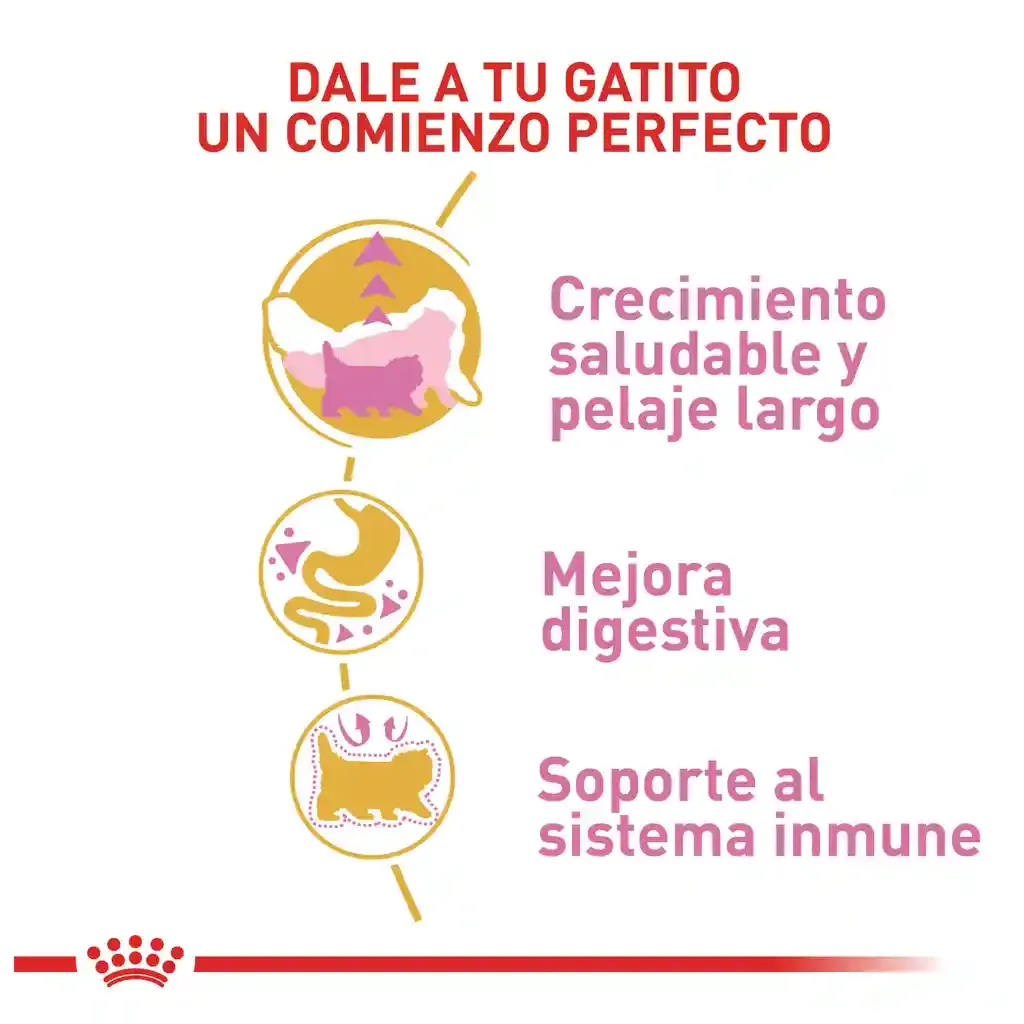 DALE A TU GATITO
UN COMIENZO PERFECTO
Crecimiento
saludable y
pelaje largo
Mejora
digestiva
Soporte al
sistema inmune